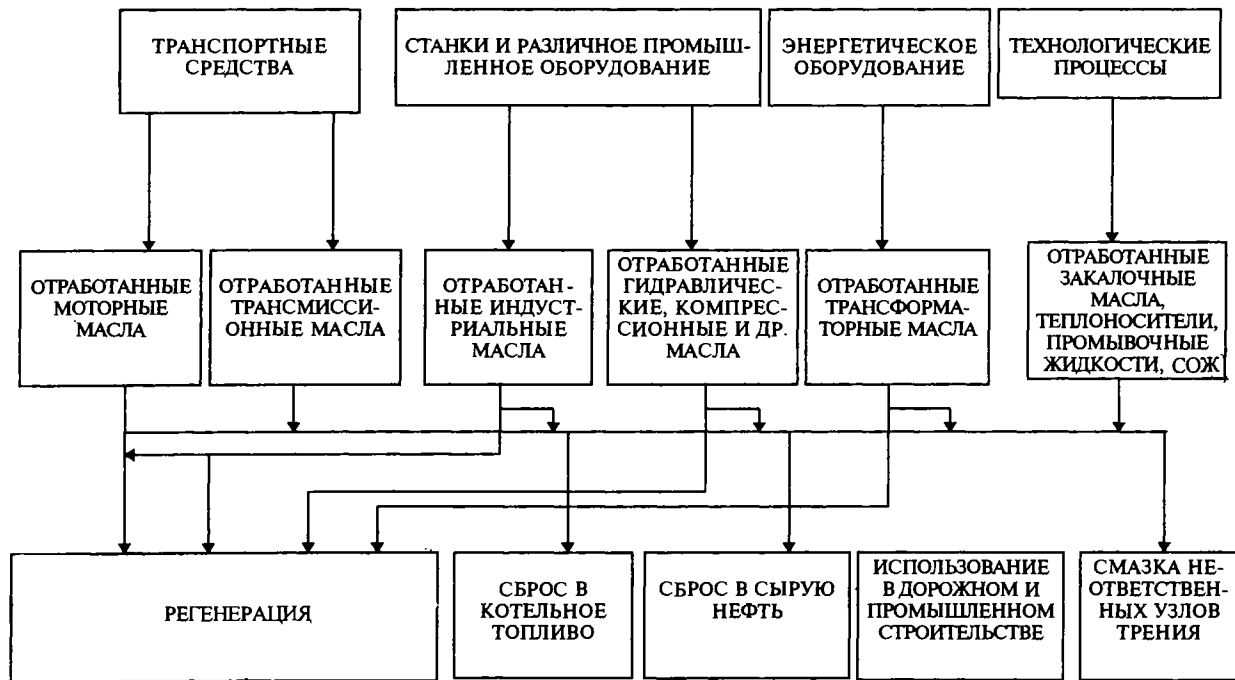 ТРАНСПОРТНЫЕ
СРЕДСТВА
СТАНКИ И РАЗЛИЧНОЕ ПРОМЫШ-
ЛЕННОЕ ОБОРУДОВАНИЕ
ЭНЕРГЕТИЧЕСКОЕ
ОБОРУДОВАНИЕ
ТЕХНОЛОГИЧЕСКИЕ
ПРОЦЕССЫ
ОТРАБОТАННЫЕ
МОТОРНЫЕ
МАСЛА
ОТРАБОТАННЫЕ
ТРАНСМИССИ-
ОННЫЕ МАСЛА
ОТРАБОТАН-
НЫЕ ИНДУСТ-
РИАЛЬНЫЕ
МАСЛА
ОТРАБОТАННЫЕ
ГИДРАВЛИЧЕС-
КИЕ, КОМПРЕС-
СИОННЫЕ И ДР.
МАСЛА
ОТРАБОТАННЫЕ
ТРАНСФОРМА-
ТОРНЫЕ МАСЛА
ОТРАБОТАННЫЕ
ЗАКАЛОЧНЫЕ
МАСЛА,
ТЕПЛОНОСИТЕЛИ,
ПРОМЫВОЧНЫЕ
ЖИДКОСТИ, СОЖ
РЕГЕНЕРАЦИЯ
СБРОС В
КОТЕЛЬНОЕ
ТОПЛИВО
СБРОС В СЫРУЮ
НЕФТЬ
ИСПОЛЬЗОВАНИЕ
В ДОРОЖНОМ И
ПРОМЫШЛЕННОМ
СТРОИТЕЛЬСТВЕ
СМАЗКА НЕ-
ОТВЕТСТВЕН-
НЫХ УЗЛОВ
ТРЕНИЯ